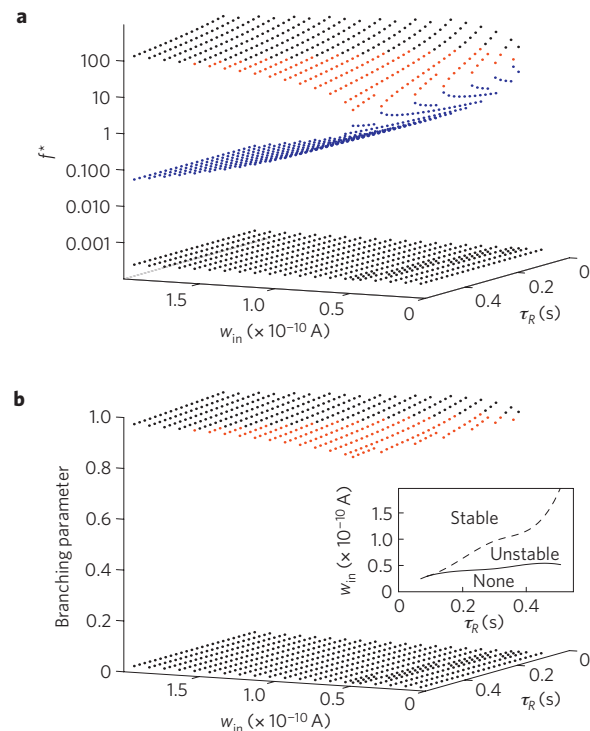 a
100
10
1
0.100
0.010
0.001
f*
1.5
1.0
0.5
0
w_in (× 10⁻¹⁰ A)
0.4
0.2
0
τ_R (s)
b
1.0
0.8
0.6
0.4
0.2
0
Branching parameter
1.5
1.0
0.5
0
w_in (× 10⁻¹⁰ A)
0.4
0.2
0
τ_R (s)
1.5
1.0
0.5
0
w_in (× 10⁻¹⁰ A)
Stable
Unstable
None
0
0.2
0.4
τ_R (s)